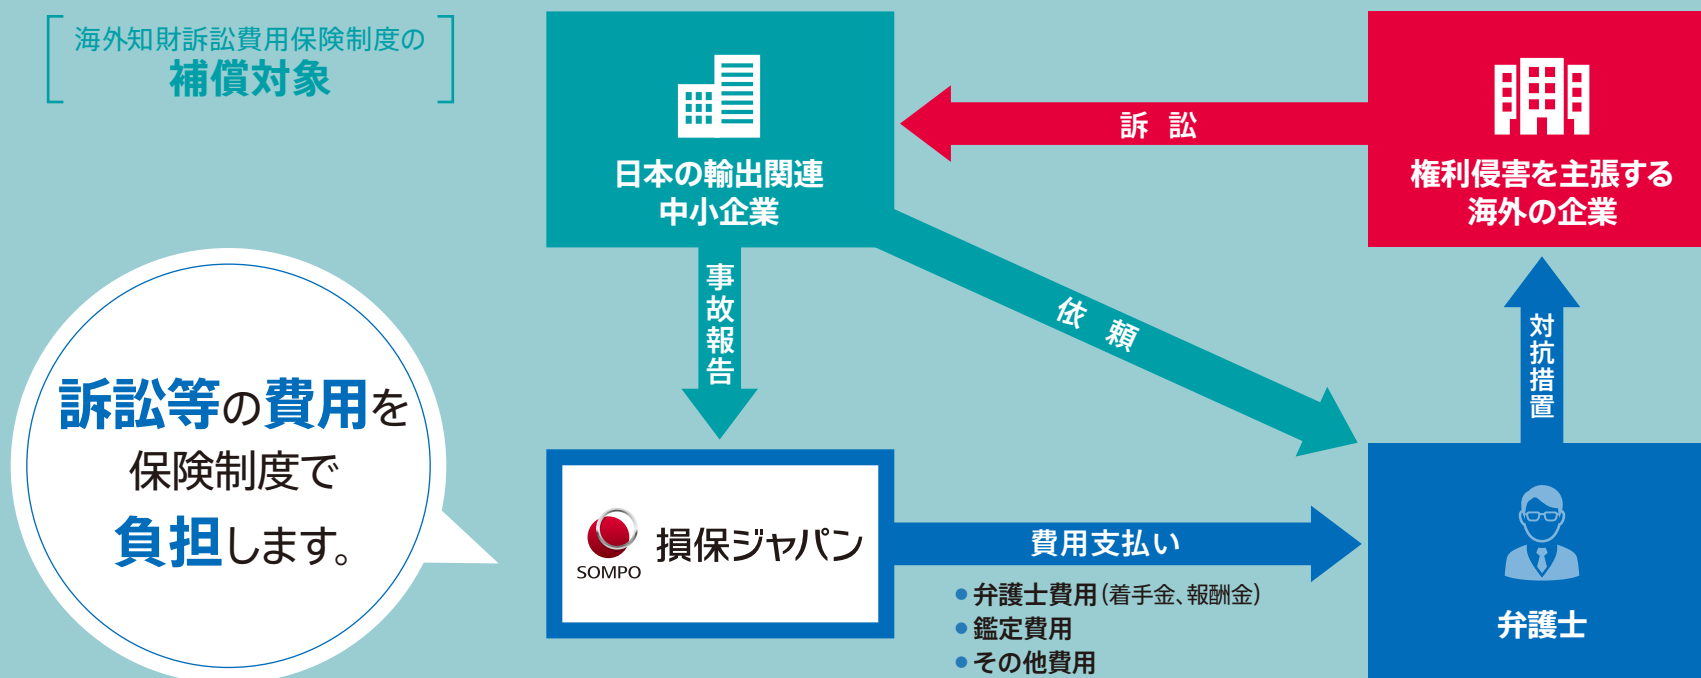 海外知財訴訟費用保険制度の
補償対象
日本の輸出関連
中小企業
訴訟
権利侵害を主張する
海外の企業
事故報告
依頼
対抗措置
訴訟等の費用を
保険制度で
負担します。
SOMPO
損保ジャパン
費用支払い
●弁護士費用(着手金、報酬金)
●鑑定費用
●その他費用
弁護士